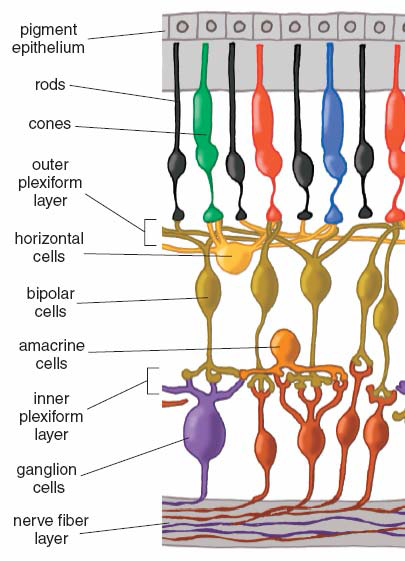 pigment
epithelium
rods
cones
outer
plexiform
layer
horizontal
cells
bipolar
cells
amacrine
cells
inner
plexiform
layer
ganglion
cells
nerve fiber
layer